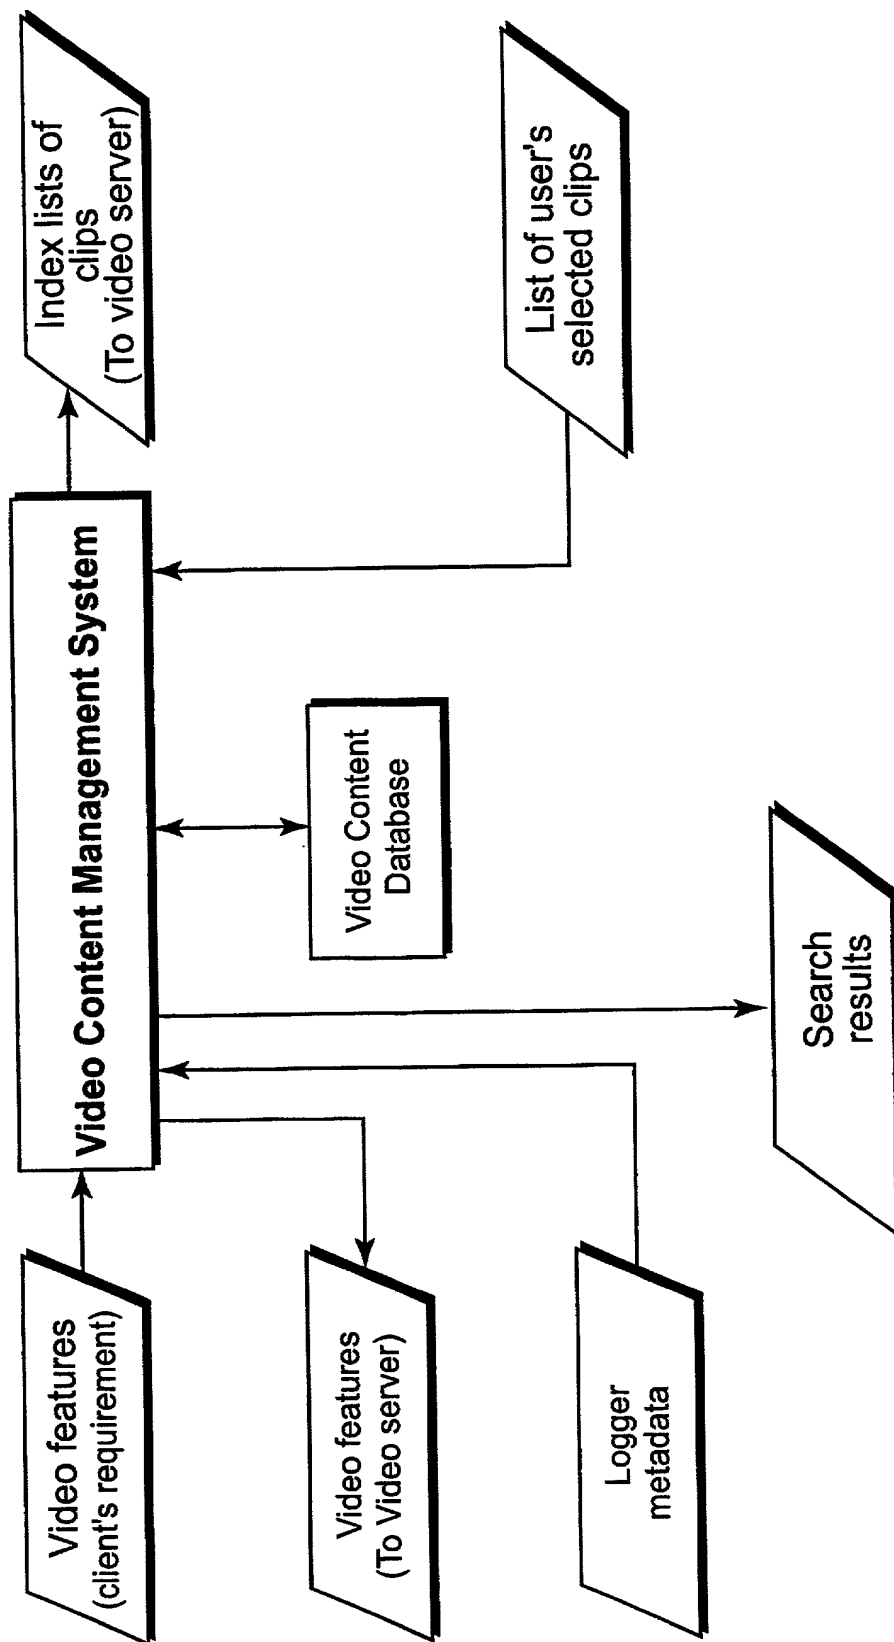 Video features
(client's requirement)
Video Content Management System
Index lists of
clips
(To video server)
Video features
(To Video server)
Video Content
Database
List of user's
selected clips
Logger
metadata
Search
results